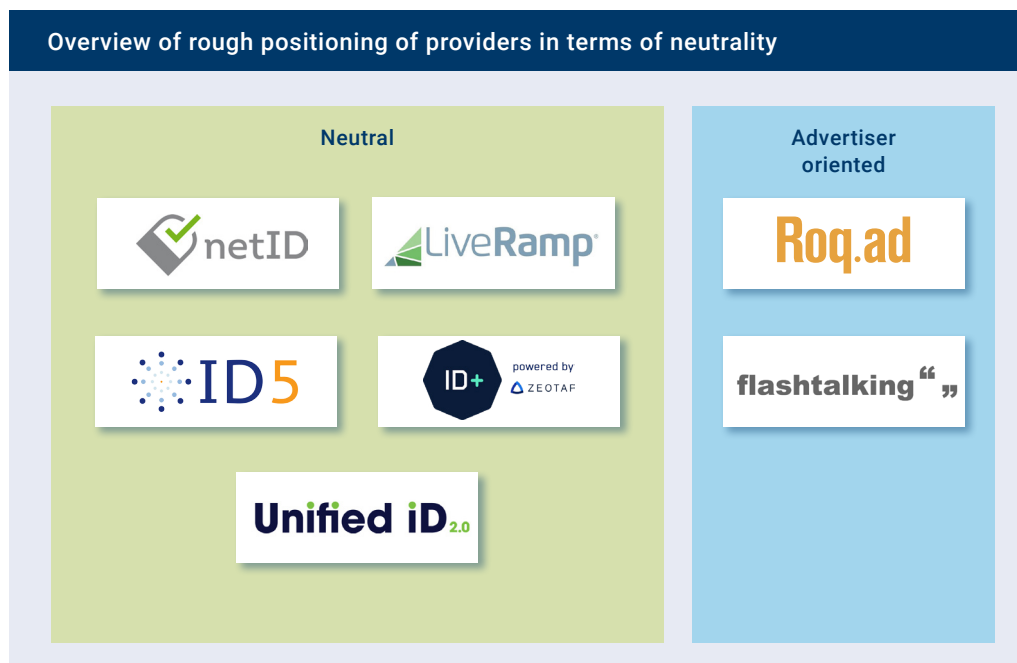 Overview of rough positioning of providers in terms of neutrality
Neutral
Advertiser
oriented
netID
LiveRamp®
Roq.ad
ID5
ID+
powered by
ZEOTAF
flashtalking“„
Unified iD 2.0